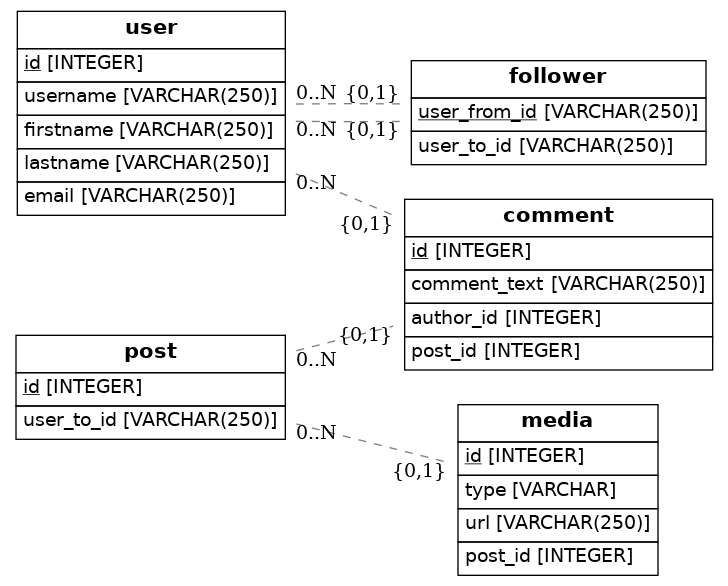 user
id [INTEGER]
username [VARCHAR(250)]
firstname [VARCHAR(250)]
lastname [VARCHAR(250)]
email [VARCHAR(250)]
0..N {0,1}
0..N {0,1}
follower
user_from_id [VARCHAR(250)]
user_to_id [VARCHAR(250)]
0..N
{0,1}
comment
id [INTEGER]
comment_text [VARCHAR(250)]
author_id [INTEGER]
post_id [INTEGER]
post
id [INTEGER]
user_to_id [VARCHAR(250)]
{0,1}
0..N
0..N
{0,1}
media
id [INTEGER]
type [VARCHAR]
url [VARCHAR(250)]
post_id [INTEGER]